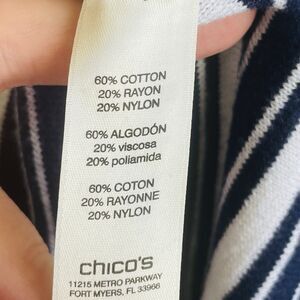 60% COTTON
20% RAYON
20% NYLON
60% ALGODÓN
20% viscosa
20% poliamida
60% COTON
20% RAYONNE
20% NYLON
chico's
11215 METRO PARKWAY
FORT MYERS, FL 33966